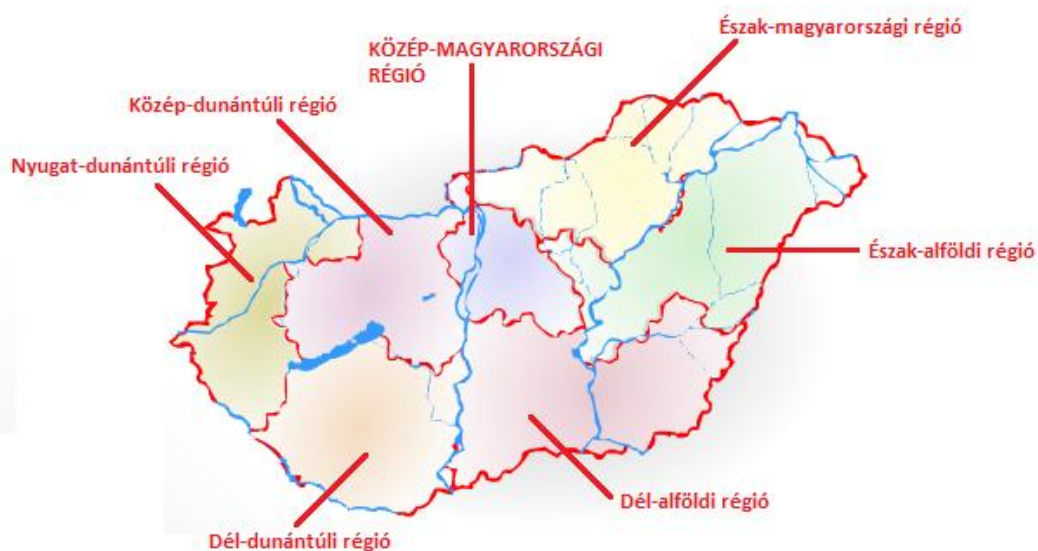 Észak-magyarországi régió
KÖZÉP-MAGYARORSZÁGI
RÉGIÓ
Közép-dunántúli régió
Nyugat-dunántúli régió
Észak-alföldi régió
Dél-alföldi régió
Dél-dunántúli régió